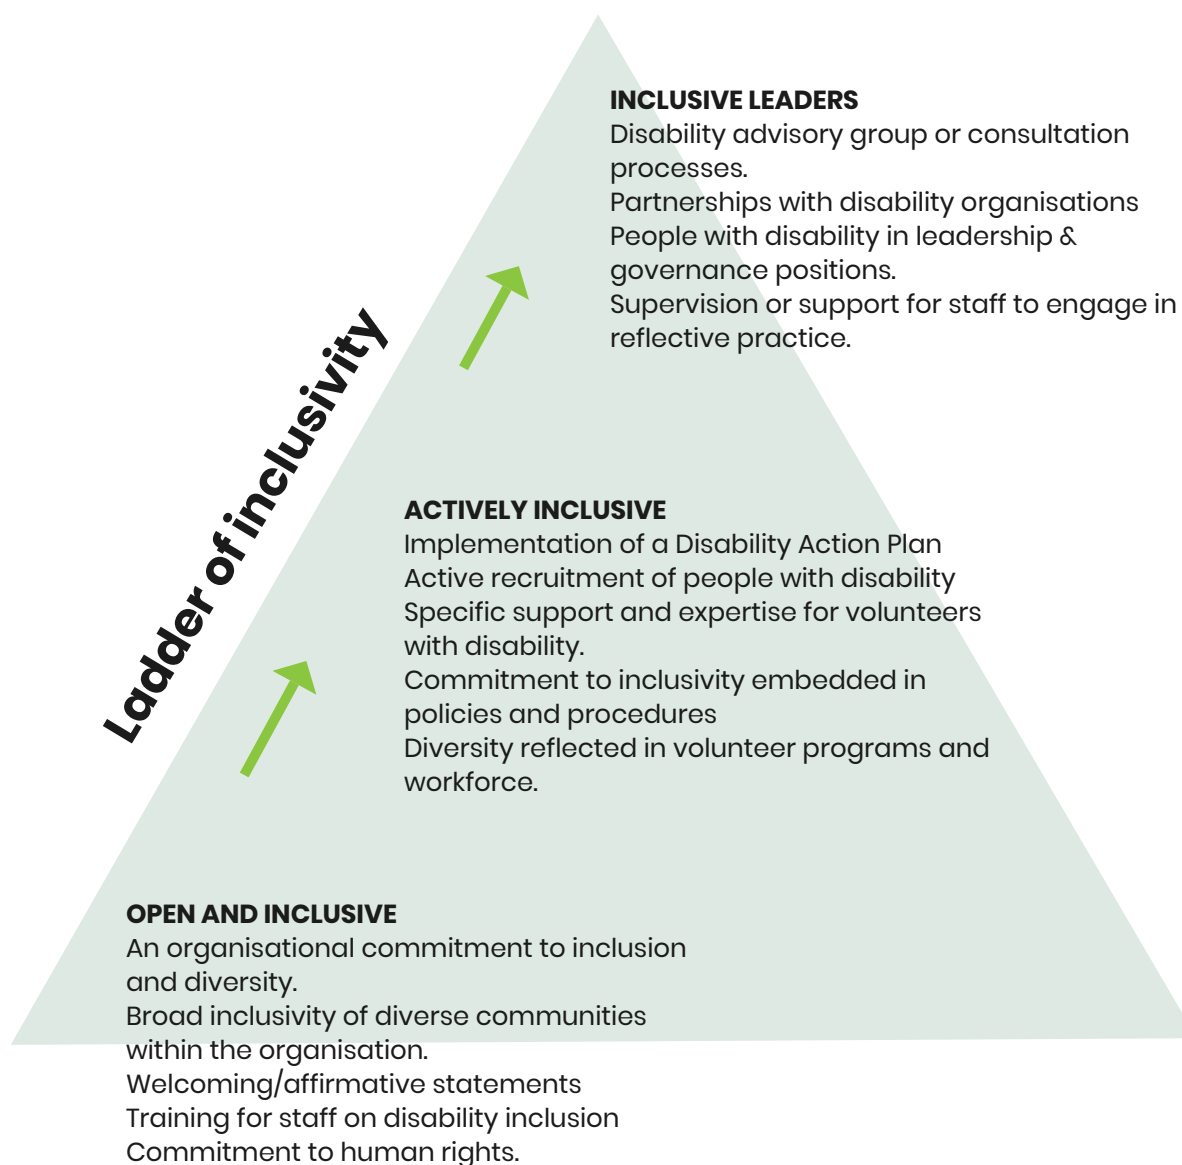 INCLUSIVE LEADERS
Disability advisory group or consultation
processes.
Partnerships with disability organisations
People with disability in leadership &
governance positions.
Supervision or support for staff to engage in
reflective practice.
Ladder of inclusivity
ACTIVELY INCLUSIVE
Implementation of a Disability Action Plan
Active recruitment of people with disability
Specific support and expertise for volunteers
with disability.
Commitment to inclusivity embedded in
policies and procedures
Diversity reflected in volunteer programs and
workforce.
OPEN AND INCLUSIVE
An organisational commitment to inclusion
and diversity.
Broad inclusivity of diverse communities
within the organisation.
Welcoming/affirmative statements
Training for staff on disability inclusion
Commitment to human rights.